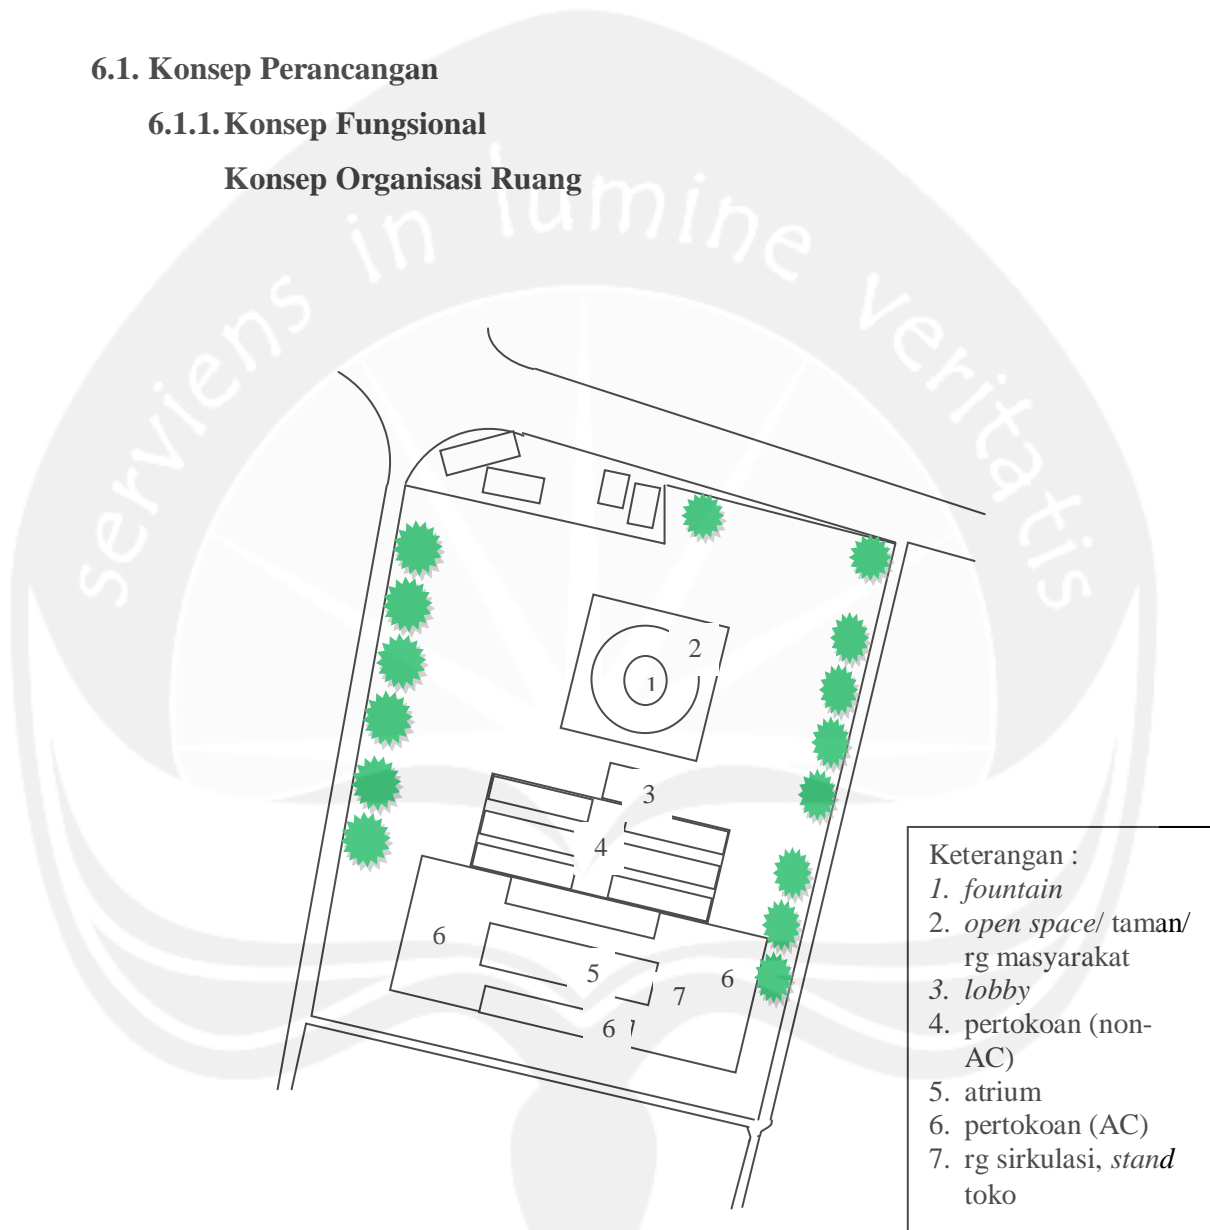 6.1. Konsep Perancangan
6.1.1. Konsep Fungsional
Konsep Organisasi Ruang
serviens in lumine veritatis
2
1
3
4
6
5
6
7
6
Keterangan :
1. fountain
2. open space/ taman/
rg masyarakat
3. lobby
4. pertokoan (non-
AC)
5. atrium
6. pertokoan (AC)
7. rg sirkulasi, stand
toko